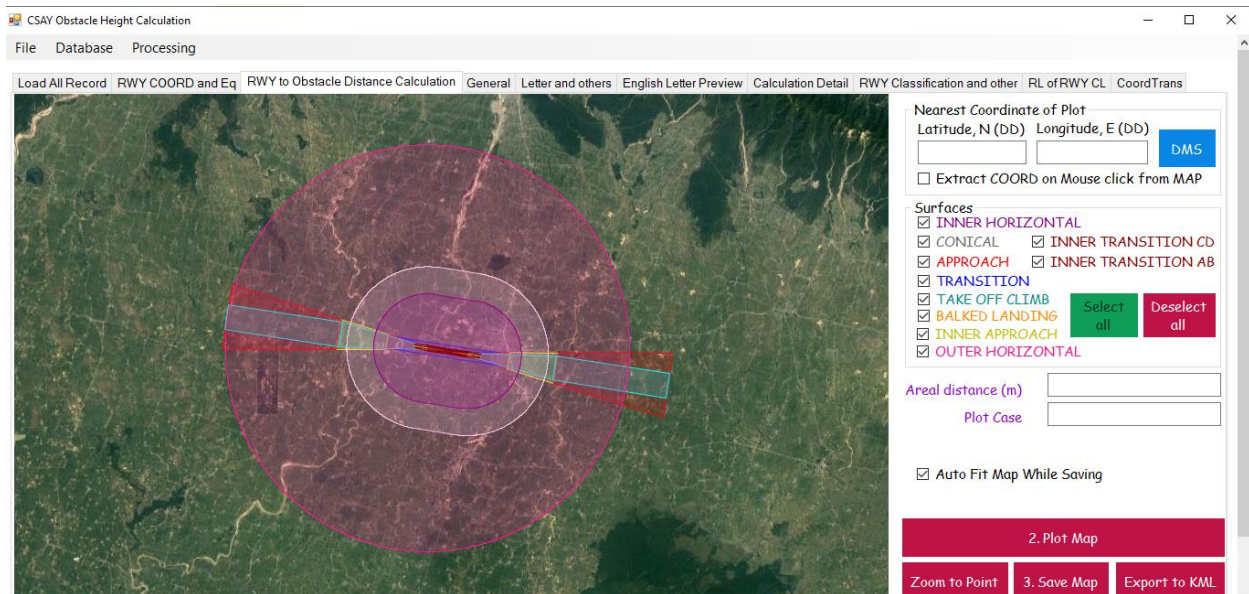 CSAY Obstacle Height Calculation
File Database Processing
Load All Record RWY COORD and Eq RWY to Obstacle Distance Calculation General Letter and others English Letter Preview Calculation Detail RWY Classification and other RL of RWY CL CoordTrans
Nearest Coordinate of Plot
Latitude, N (DD) Longitude, E (DD)
DMS
Extract COORD on Mouse click from MAP
Surfaces
INNER HORIZONTAL
CONICAL INNER TRANSITION CD
APPROACH INNER TRANSITION AB
TRANSITION
TAKE OFF CLIMB
BALKED LANDING
INNER APPROACH
OUTER HORIZONTAL
Select all
Deselect all
Areal distance (m)
Plot Case
Auto Fit Map While Saving
2. Plot Map
Zoom to Point 3. Save Map Export to KML